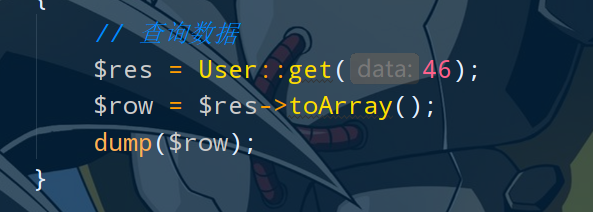 {
// 查询数据
$res = User::get( data: 46);
$row = $res->toArray();
dump($row);
}